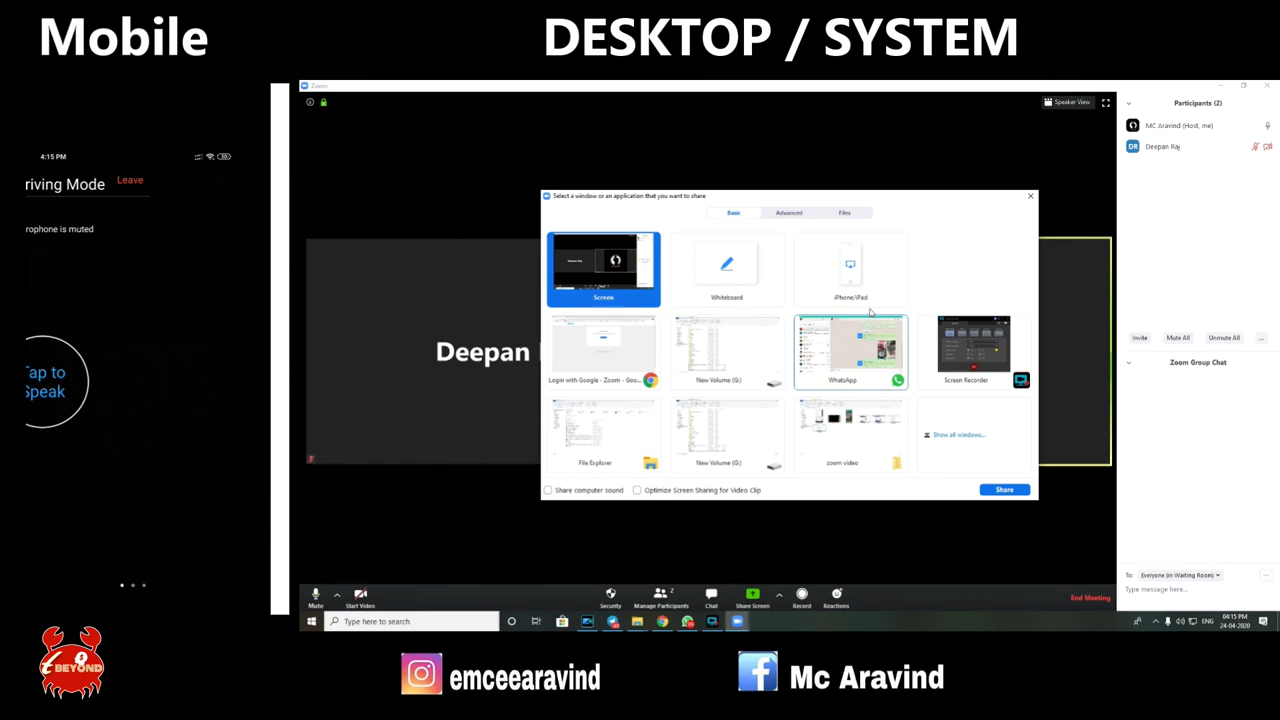 Mobile
DESKTOP / SYSTEM
4:15 PM
riving Mode
Leave
rophone is muted
Tap to
Speak
Zoom
Speaker View
Participants (2)
MC Aravind (Host, me)
DR
Deepan Raj
Deepan
Select a window or an application that you want to share
Basic
Advanced
Files
Screen
Whiteboard
iPhone/iPad
Login with Google - Zoom - Goo...
New Volume (G:)
WhatsApp
Screen Recorder
File Explorer
New Volume (G:)
zoom video
Show all windows...
Share computer sound
Optimize Screen Sharing for Video Clip
Share
Invite
Mute All
Unmute All
...
Zoom Group Chat
To:
Everyone (in Waiting Room)
Type message here...
Mute
Start Video
Security
Manage Participants
2
Chat
Share Screen
Record
Reactions
End Meeting
Type here to search
ENG
04:15 PM
24-04-2020
BEYOND
emceearavind
Mc Aravind